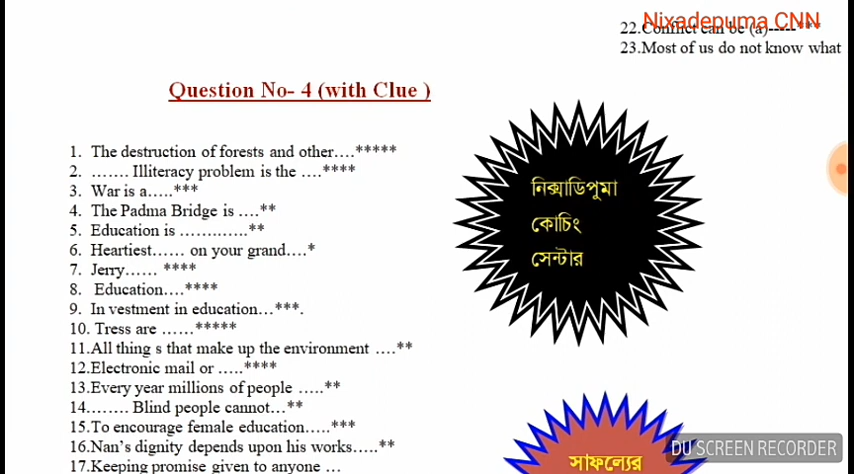 Nixadepuma CNN
22.Conflict can be (a)-----***
23.Most of us do not know what
Question No- 4 (with Clue )
1. The destruction of forests and other….*****
2. ……. Illiteracy problem is the ….****
3. War is a…..***
4. The Padma Bridge is ….**
5. Education is ……….…..**
6. Heartiest…… on your grand….*
7. Jerry…… ****
8. Education….****
9. In vestment in education…***.
10. Tress are ……*****
11.All thing s that make up the environment ….**
12.Electronic mail or …..****
13.Every year millions of people …..**
14…….. Blind people cannot…**
15.To encourage female education…..***
16.Nan’s dignity depends upon his works…..**
17.Keeping promise given to anyone …
নিক্সাডিপুমা
কোচিং
সেন্টার
সাফল্যের
DU SCREEN RECORDER